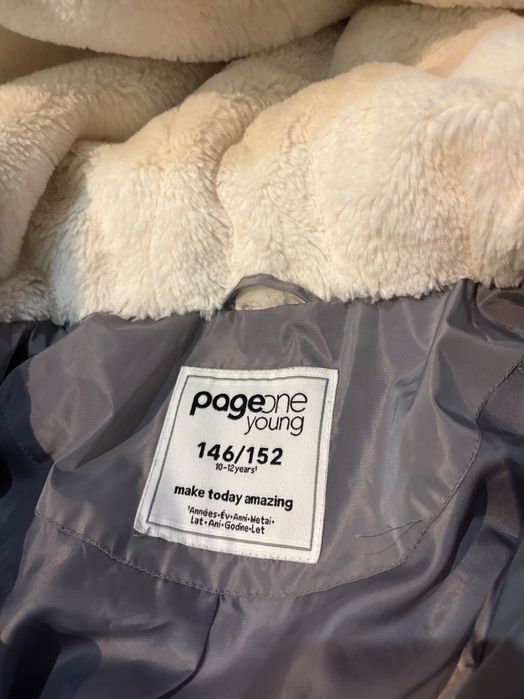 pageone
young
146/152
10-12years¹
make today amazing
¹Années•Év•Anni•Metai•
Lat•Ani•Godine•Let